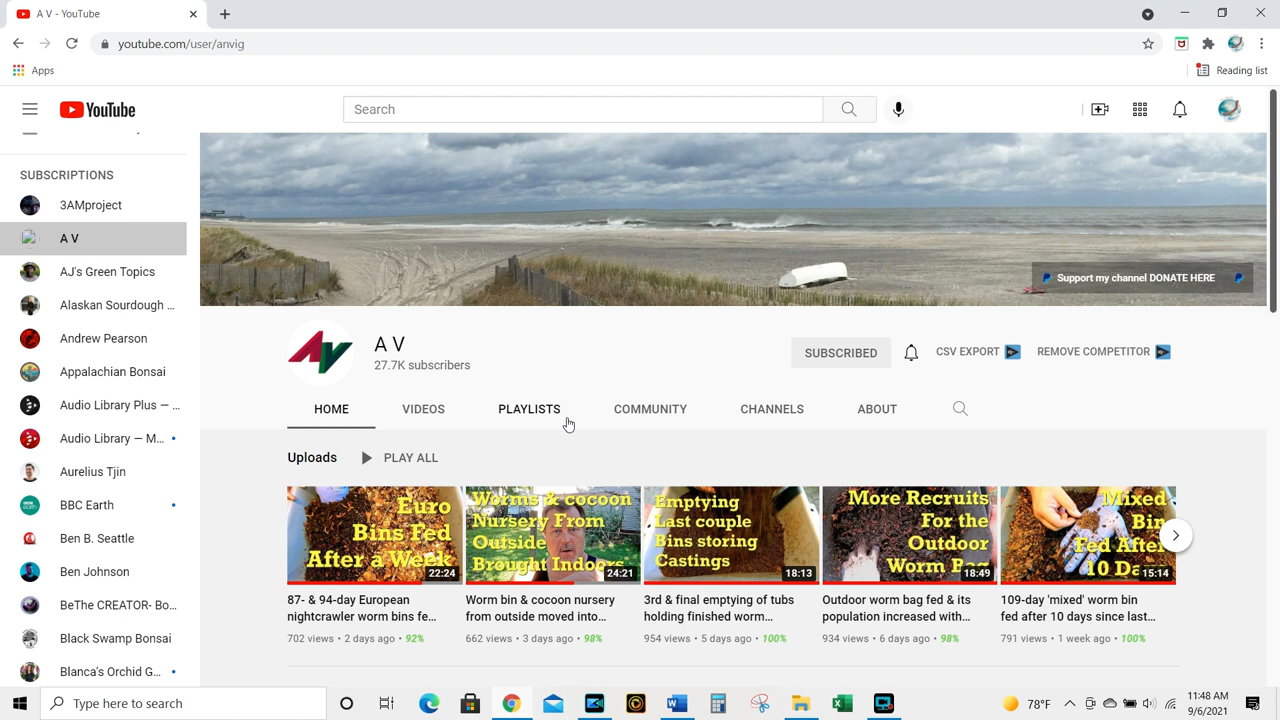 A V - YouTube
youtube.com/user/anvig
Apps
Reading list
YouTube
Search
SUBSCRIPTIONS
3AMproject
A V
AJ's Green Topics
Alaskan Sourdough ...
Andrew Pearson
Appalachian Bonsai
Audio Library Plus — ...
Audio Library — M...
Aurelius Tjin
BBC Earth
Ben B. Seattle
Ben Johnson
BeThe CREATOR- Bo...
Black Swamp Bonsai
Blanca's Orchid G...
Support my channel DONATE HERE
AV
A V
27.7K subscribers
SUBSCRIBED
CSV EXPORT
REMOVE COMPETITOR
HOME
VIDEOS
PLAYLISTS
COMMUNITY
CHANNELS
ABOUT
Uploads
PLAY ALL
Euro
Bins Fed
After a Week
22:24
87- & 94-day European
nightcrawler worm bins fe...
702 views • 2 days ago • 92%
Worms & cocoon
Nursery From
Outside
Brought Indoors
24:21
Worm bin & cocoon nursery
from outside moved into...
662 views • 3 days ago • 98%
Emptying
Last couple
Bins storing
Castings
18:13
3rd & final emptying of tubs
holding finished worm...
954 views • 5 days ago • 100%
More Recruits
For the
Outdoor
Worm Bag
18:49
Outdoor worm bag fed & its
population increased with...
934 views • 6 days ago • 98%
Mixed
Bin
Fed After
10 Da
15:14
109-day 'mixed' worm bin
fed after 10 days since last...
791 views • 1 week ago • 100%
Type here to search
78°F
11:48 AM
9/6/2021